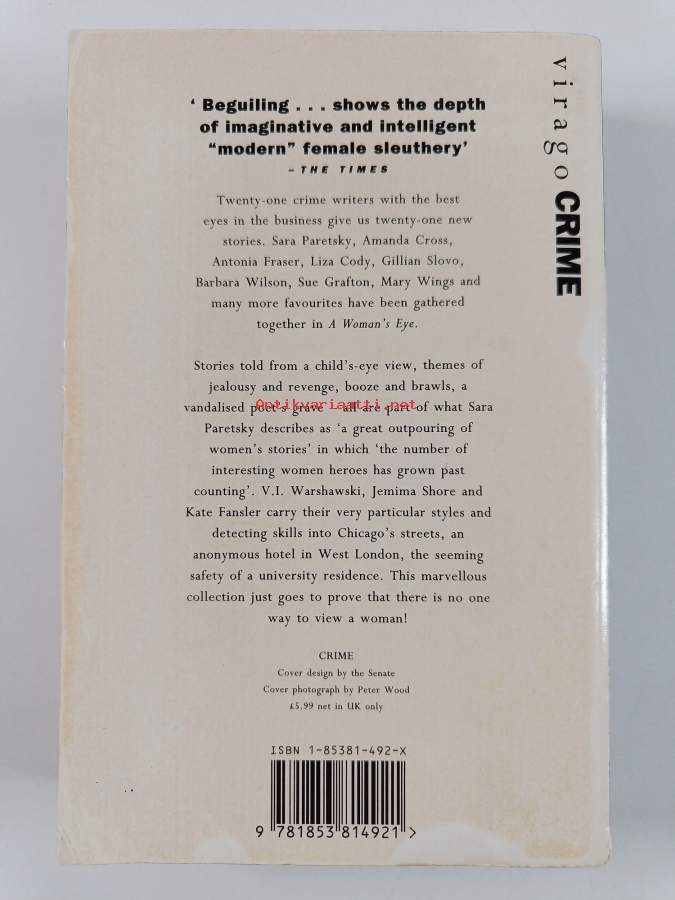 virago CRIME
‘ Beguiling . . . shows the depth
of imaginative and intelligent
“modern” female sleuthery’
– THE TIMES
Twenty-one crime writers with the best
eyes in the business give us twenty-one new
stories. Sara Paretsky, Amanda Cross,
Antonia Fraser, Liza Cody, Gillian Slovo,
Barbara Wilson, Sue Grafton, Mary Wings and
many more favourites have been gathered
together in A Woman’s Eye.
Stories told from a child’s-eye view, themes of
jealousy and revenge, booze and brawls, a
vandalised poet’s grave – all are part of what Sara
Antikvariaatti.net
Paretsky describes as ‘a great outpouring of
women’s stories’ in which ‘the number of
interesting women heroes has grown past
counting’. V.I. Warshawski, Jemima Shore and
Kate Fansler carry their very particular styles and
detecting skills into Chicago’s streets, an
anonymous hotel in West London, the seeming
safety of a university residence. This marvellous
collection just goes to prove that there is no one
way to view a woman!
CRIME
Cover design by the Senate
Cover photograph by Peter Wood
£5.99 net in UK only
ISBN 1-85381-492-X
9 781853 814921 >